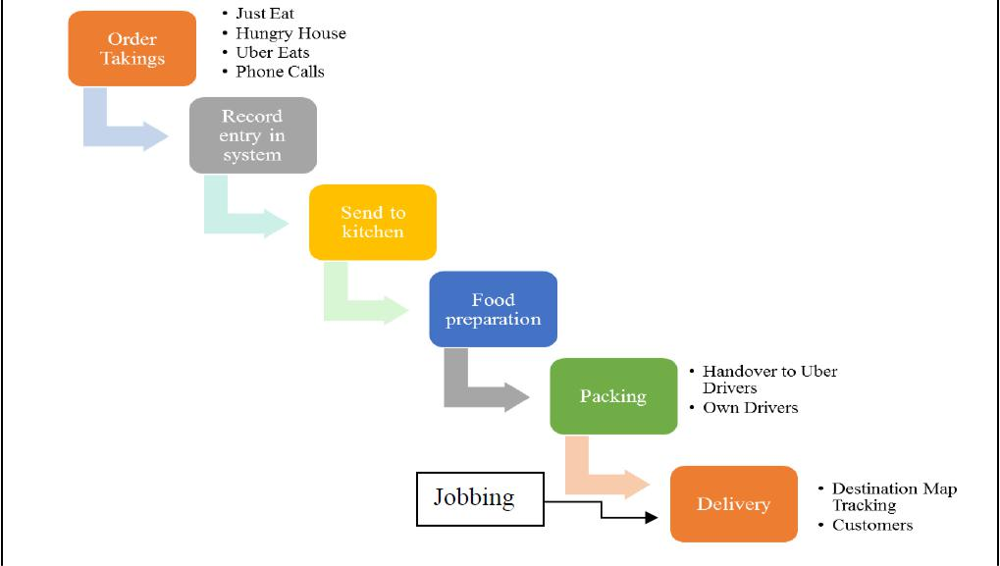 Order
Takings
• Just Eat
• Hungry House
• Uber Eats
• Phone Calls
Record
entry in
system
Send to
kitchen
Food
preparation
Packing
• Handover to Uber
Drivers
• Own Drivers
Jobbing
Delivery
• Destination Map
Tracking
• Customers